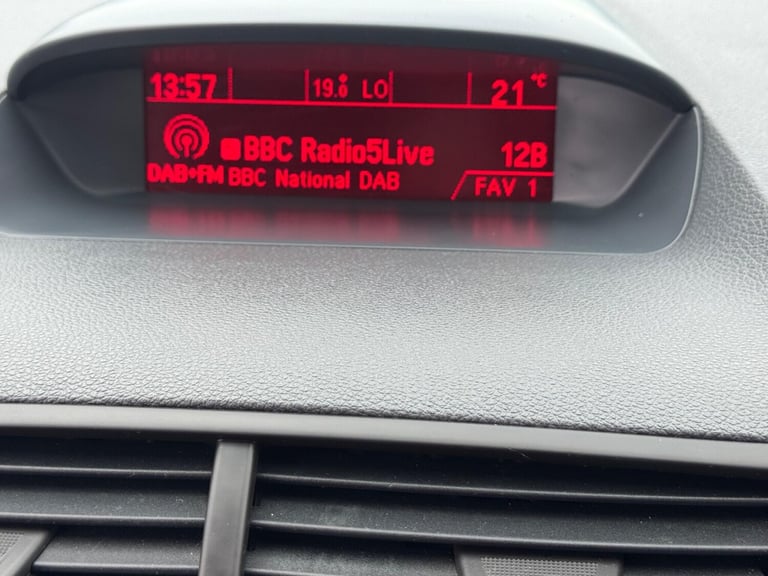 13:57 19.0 LO 21 °C
BBC Radio5Live 12B
DAB+FM BBC National DAB FAV 1